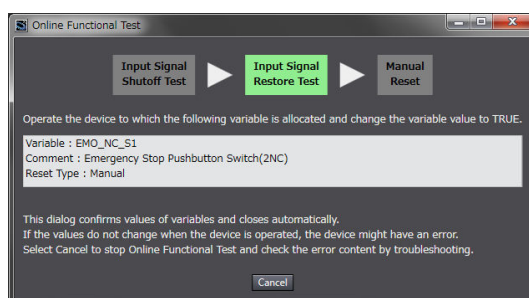 Online Functional Test
Input Signal
Shutoff Test
Input Signal
Restore Test
Manual
Reset
Operate the device to which the following variable is allocated and change the variable value to TRUE.
Variable : EMO_NC_S1
Comment : Emergency Stop Pushbutton Switch(2NC)
Reset Type : Manual
This dialog confirms values of variables and closes automatically.
If the values do not change when the device is operated, the device might have an error.
Select Cancel to stop Online Functional Test and check the error content by troubleshooting.
Cancel